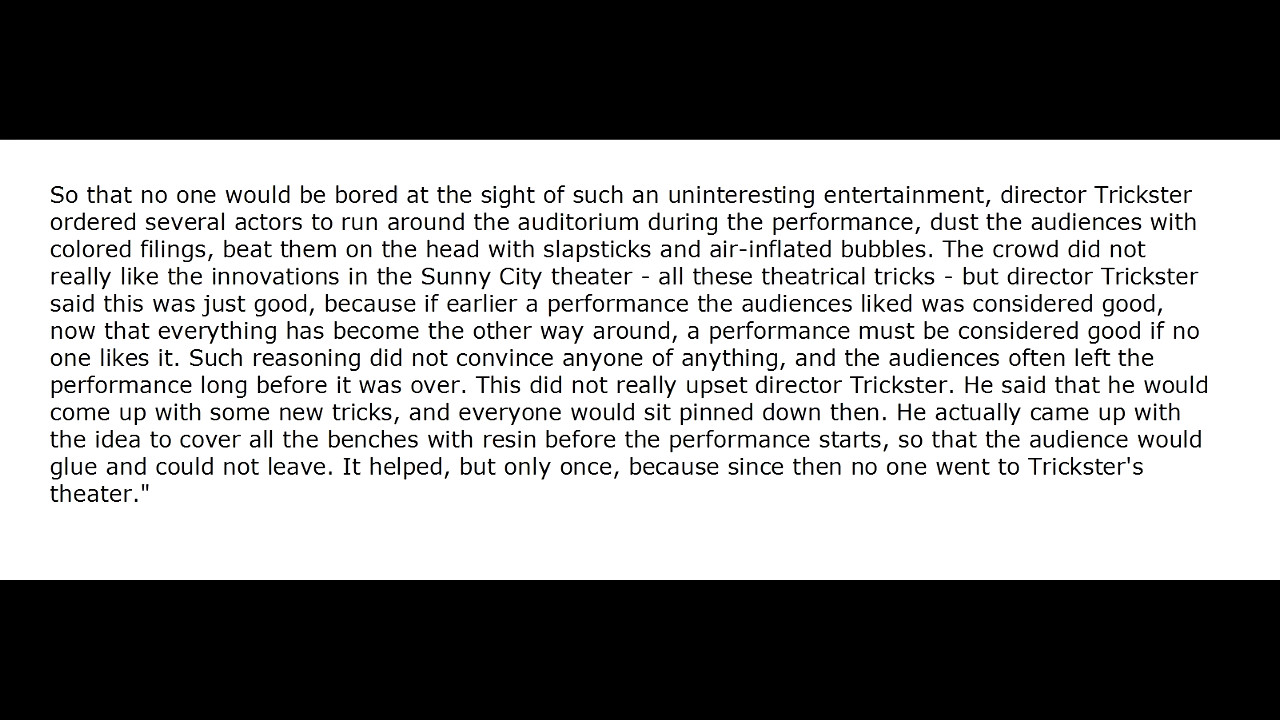 So that no one would be bored at the sight of such an uninteresting entertainment, director Trickster
ordered several actors to run around the auditorium during the performance, dust the audiences with
colored filings, beat them on the head with slapsticks and air-inflated bubbles. The crowd did not
really like the innovations in the Sunny City theater - all these theatrical tricks - but director Trickster
said this was just good, because if earlier a performance the audiences liked was considered good,
now that everything has become the other way around, a performance must be considered good if no
one likes it. Such reasoning did not convince anyone of anything, and the audiences often left the
performance long before it was over. This did not really upset director Trickster. He said that he would
come up with some new tricks, and everyone would sit pinned down then. He actually came up with
the idea to cover all the benches with resin before the performance starts, so that the audience would
glue and could not leave. It helped, but only once, because since then no one went to Trickster's
theater."